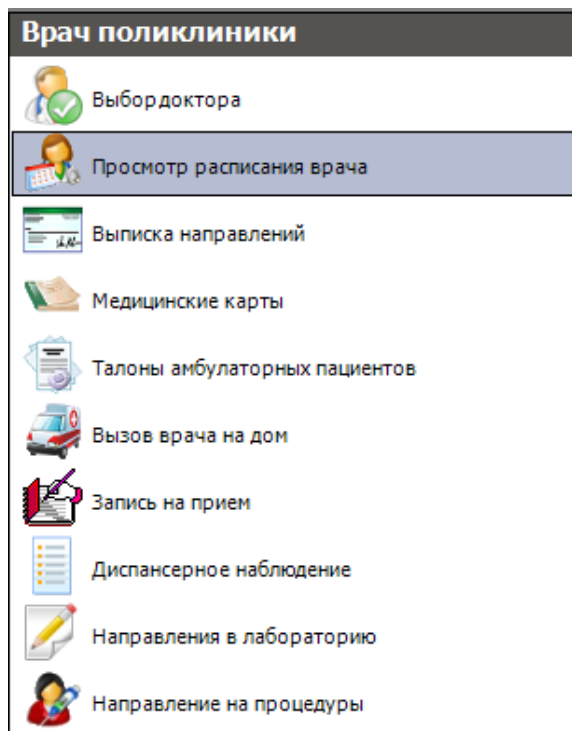 Врач поликлиники
Выбор доктора
Просмотр расписания врача
Выписка направлений
Медицинские карты
Талоны амбулаторных пациентов
Вызов врача на дом
Запись на прием
Диспансерное наблюдение
Направления в лабораторию
Направление на процедуры